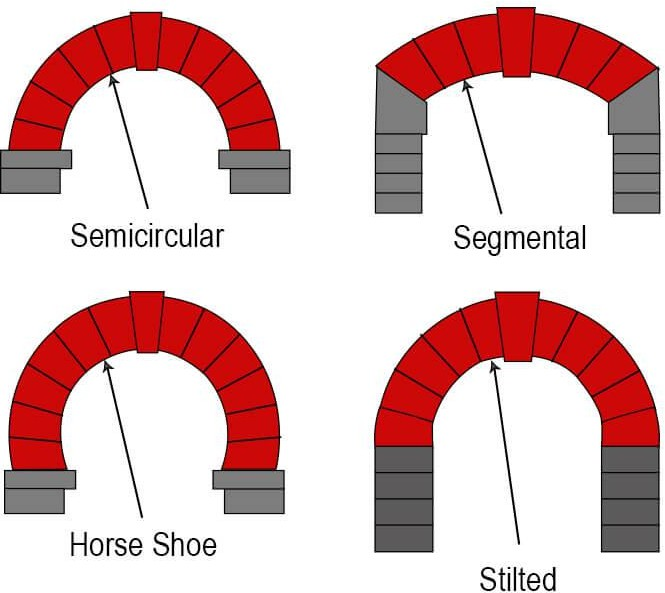 Semicircular
Segmental
Horse Shoe
Stilted